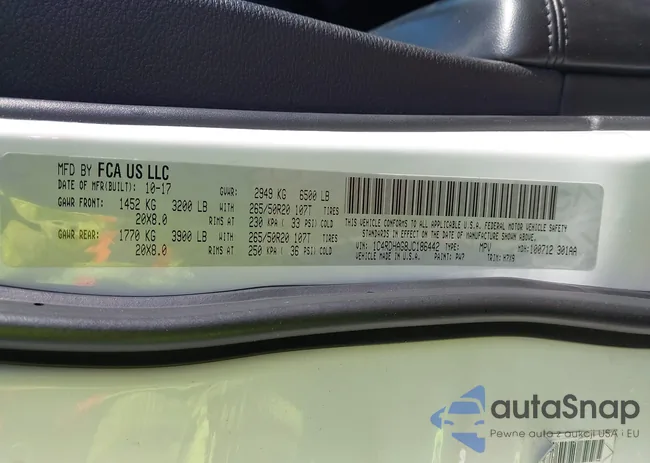 MFD BY FCA US LLC
DATE OF MFR(BUILT): 10-17 GVWR: 2949 KG 6500 LB
GAWR FRONT: 1452 KG 3200 LB WITH 265/50R20 107T TIRES
20X8.0 RIMS AT 230 KPA ( 33 PSI) COLD
GAWR REAR: 1770 KG 3900 LB WITH 265/50R20 107T TIRES
20X8.0 RIMS AT 250 KPA ( 36 PSI) COLD
THIS VEHICLE CONFORMS TO ALL APPLICABLE U.S.A. FEDERAL MOTOR VEHICLE SAFETY
STANDARDS IN EFFECT ON THE DATE OF MANUFACTURE SHOWN ABOVE.
VIN: 1C4RDHAG8JC186442 TYPE: MPV MDH: 100712 301AA
VEHICLE MADE IN U.S.A. PAINT: PW7 TRIM: H7X9
autaSnap
Pewne auta z aukcji USA i EU